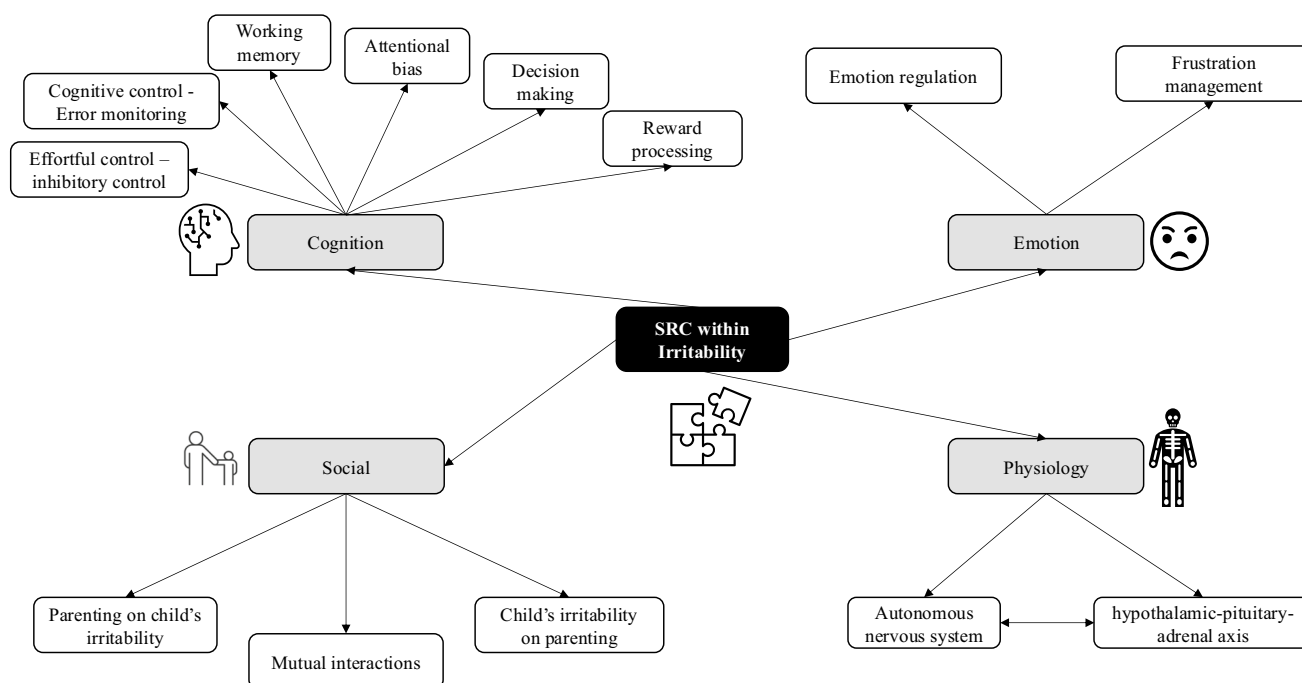 Working
memory
Attentional
bias
Decision
making
Cognitive control -
Error monitoring
Reward
processing
Effortful control –
inhibitory control
Cognition
Emotion regulation
Frustration
management
Emotion
SRC within
Irritability
Social
Physiology
Parenting on child’s
irritability
Mutual interactions
Child’s irritability
on parenting
Autonomous
nervous system
hypothalamic-pituitary-
adrenal axis